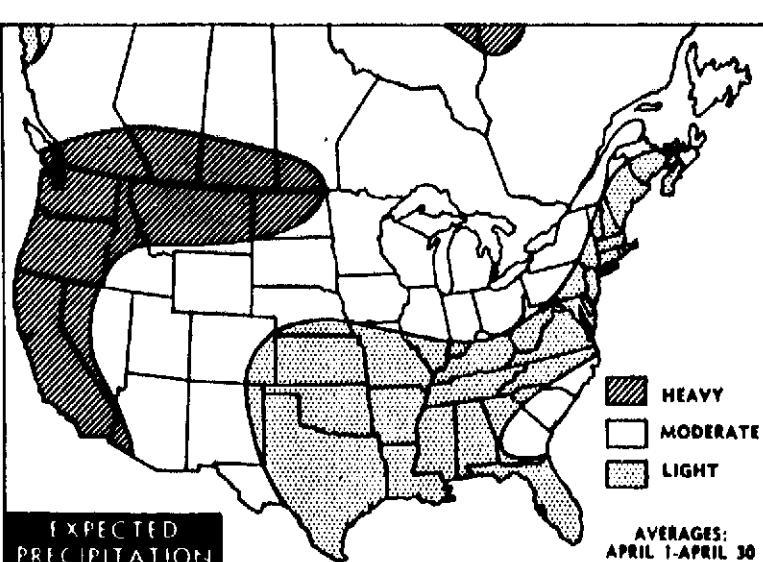 HEAVY
MODERATE
LIGHT
EXPECTED
PRECIPITATION
AVERAGES:
APRIL 1-APRIL 30